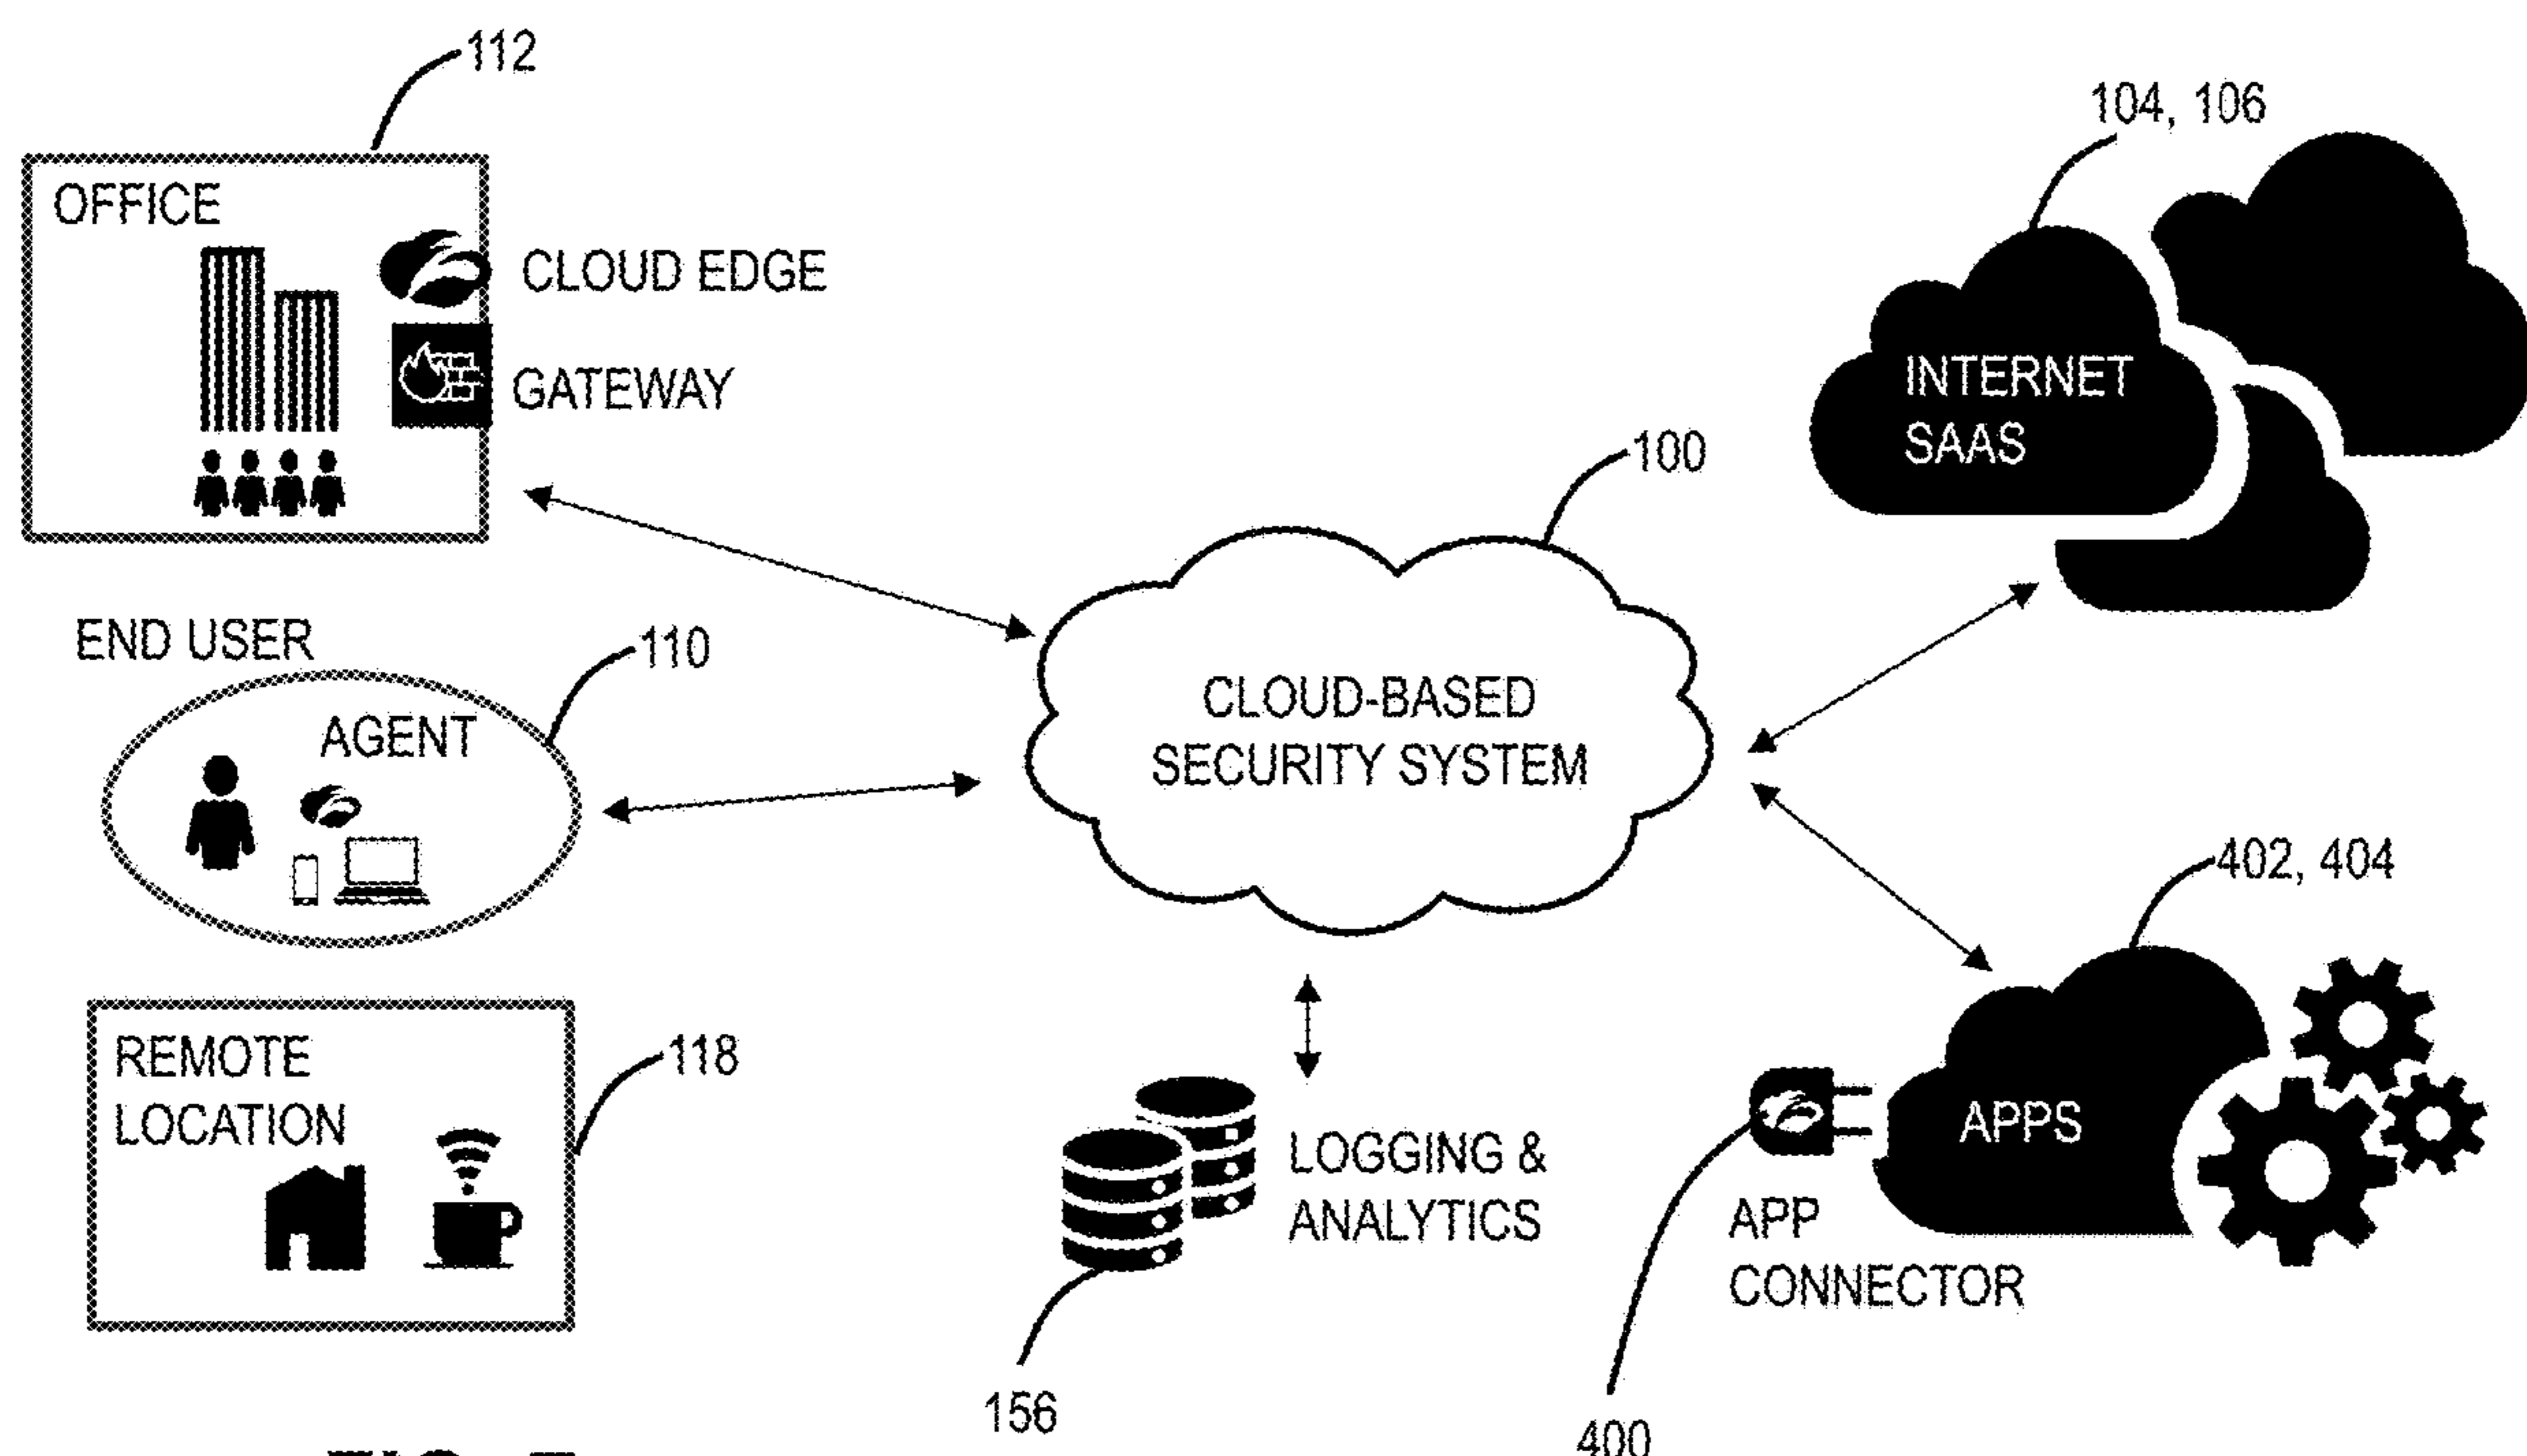 112
OFFICE
CLOUD EDGE
GATEWAY
104, 106
INTERNET
SAAS
100
CLOUD-BASED
SECURITY SYSTEM
END USER
110
AGENT
REMOTE
LOCATION
118
LOGGING &
ANALYTICS
156
402, 404
APPS
APP
CONNECTOR
400